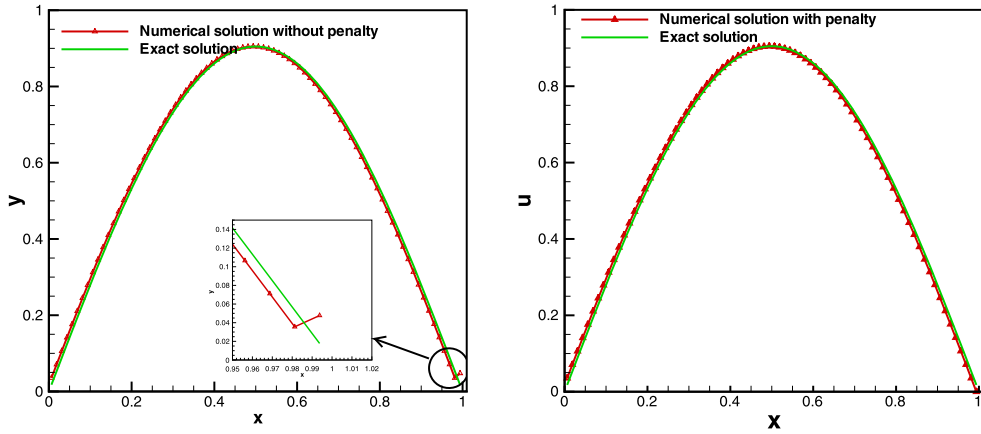 Numerical solution without penalty
Exact solution
y
1
0.8
0.6
0.4
0.2
0
0 0.2 0.4 0.6 0.8 1
x
y
0.14
0.12
0.1
0.08
0.06
0.04
0.02
0
0.95 0.96 0.97 0.98 0.99 1 1.01 1.02
x
Numerical solution with penalty
Exact solution
u
1
0.8
0.6
0.4
0.2
0
0 0.2 0.4 0.6 0.8 1
x